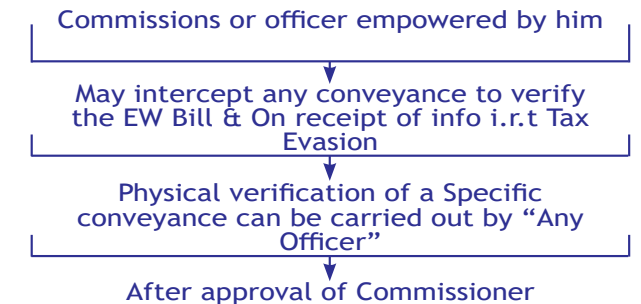 Commissions or officer empowered by him
May intercept any conveyance to verify
the EW Bill & On receipt of info i.r.t Tax
Evasion
Physical verification of a Specific
conveyance can be carried out by “Any
Officer”
After approval of Commissioner